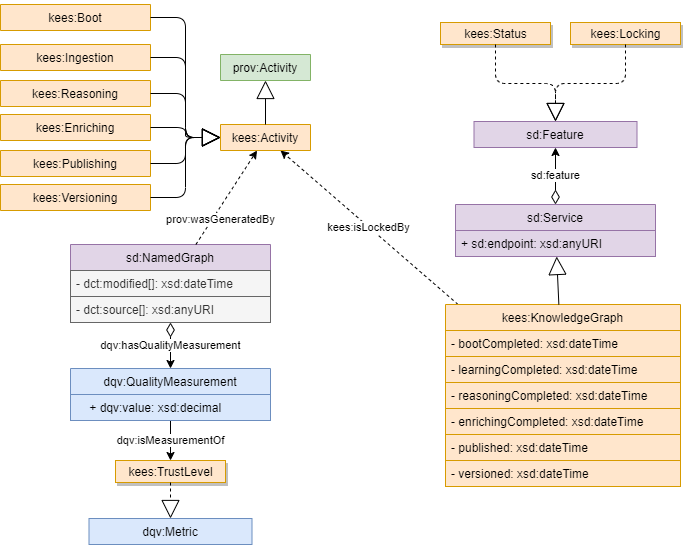 kees:Boot
kees:Ingestion
kees:Reasoning
kees:Enriching
kees:Publishing
kees:Versioning
prov:Activity
kees:Activity
kees:Status
kees:Locking
sd:Feature
sd:feature
sd:Service
+ sd:endpoint: xsd:anyURI
prov:wasGeneratedBy
kees:isLockedBy
sd:NamedGraph
- dct:modified[]: xsd:dateTime
- dct:source[]: xsd:anyURI
dqv:hasQualityMeasurement
dqv:QualityMeasurement
+ dqv:value: xsd:decimal
dqv:isMeasurementOf
kees:TrustLevel
dqv:Metric
kees:KnowledgeGraph
- bootCompleted: xsd:dateTime
- learningCompleted: xsd:dateTime
- reasoningCompleted: xsd:dateTime
- enrichingCompleted: xsd:dateTime
- published: xsd:dateTime
- versioned: xsd:dateTime